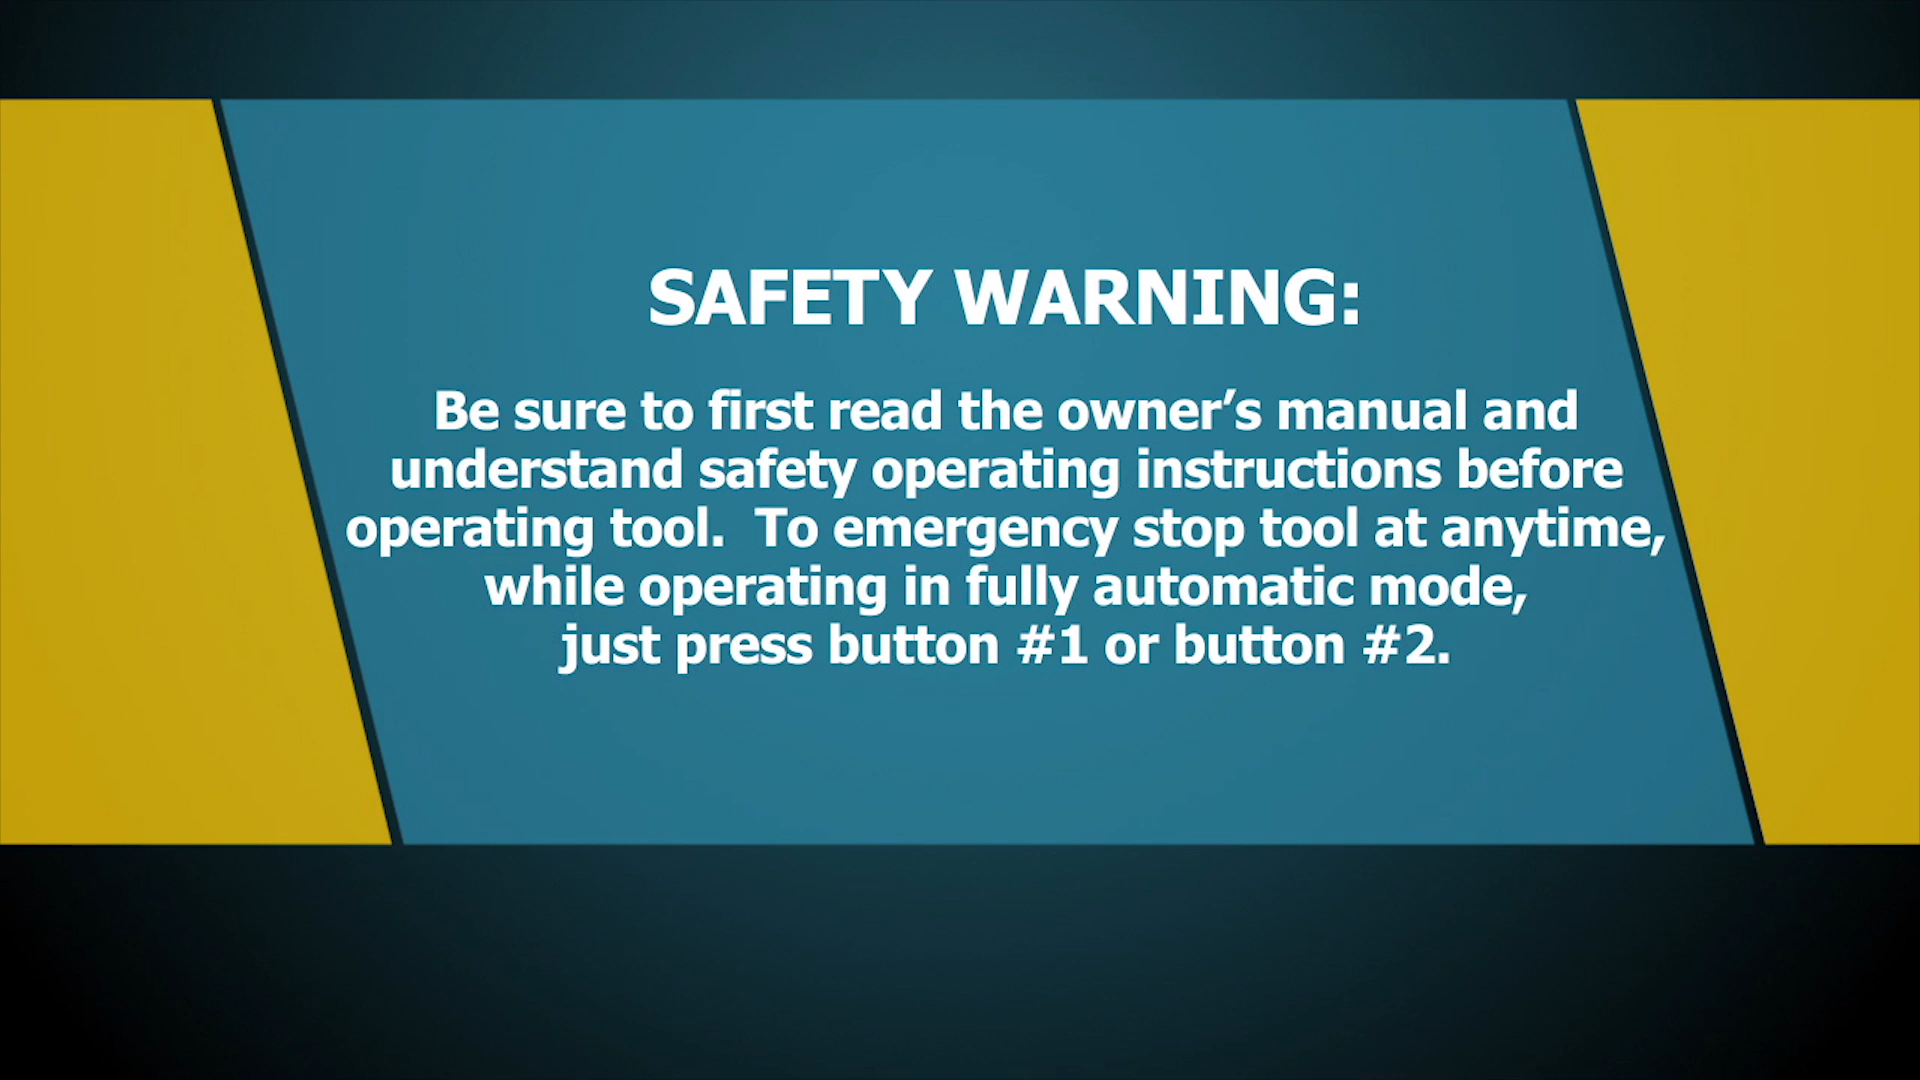 SAFETY WARNING:
Be sure to first read the owner’s manual and
understand safety operating instructions before
operating tool.  To emergency stop tool at anytime,
while operating in fully automatic mode,
just press button #1 or button #2.